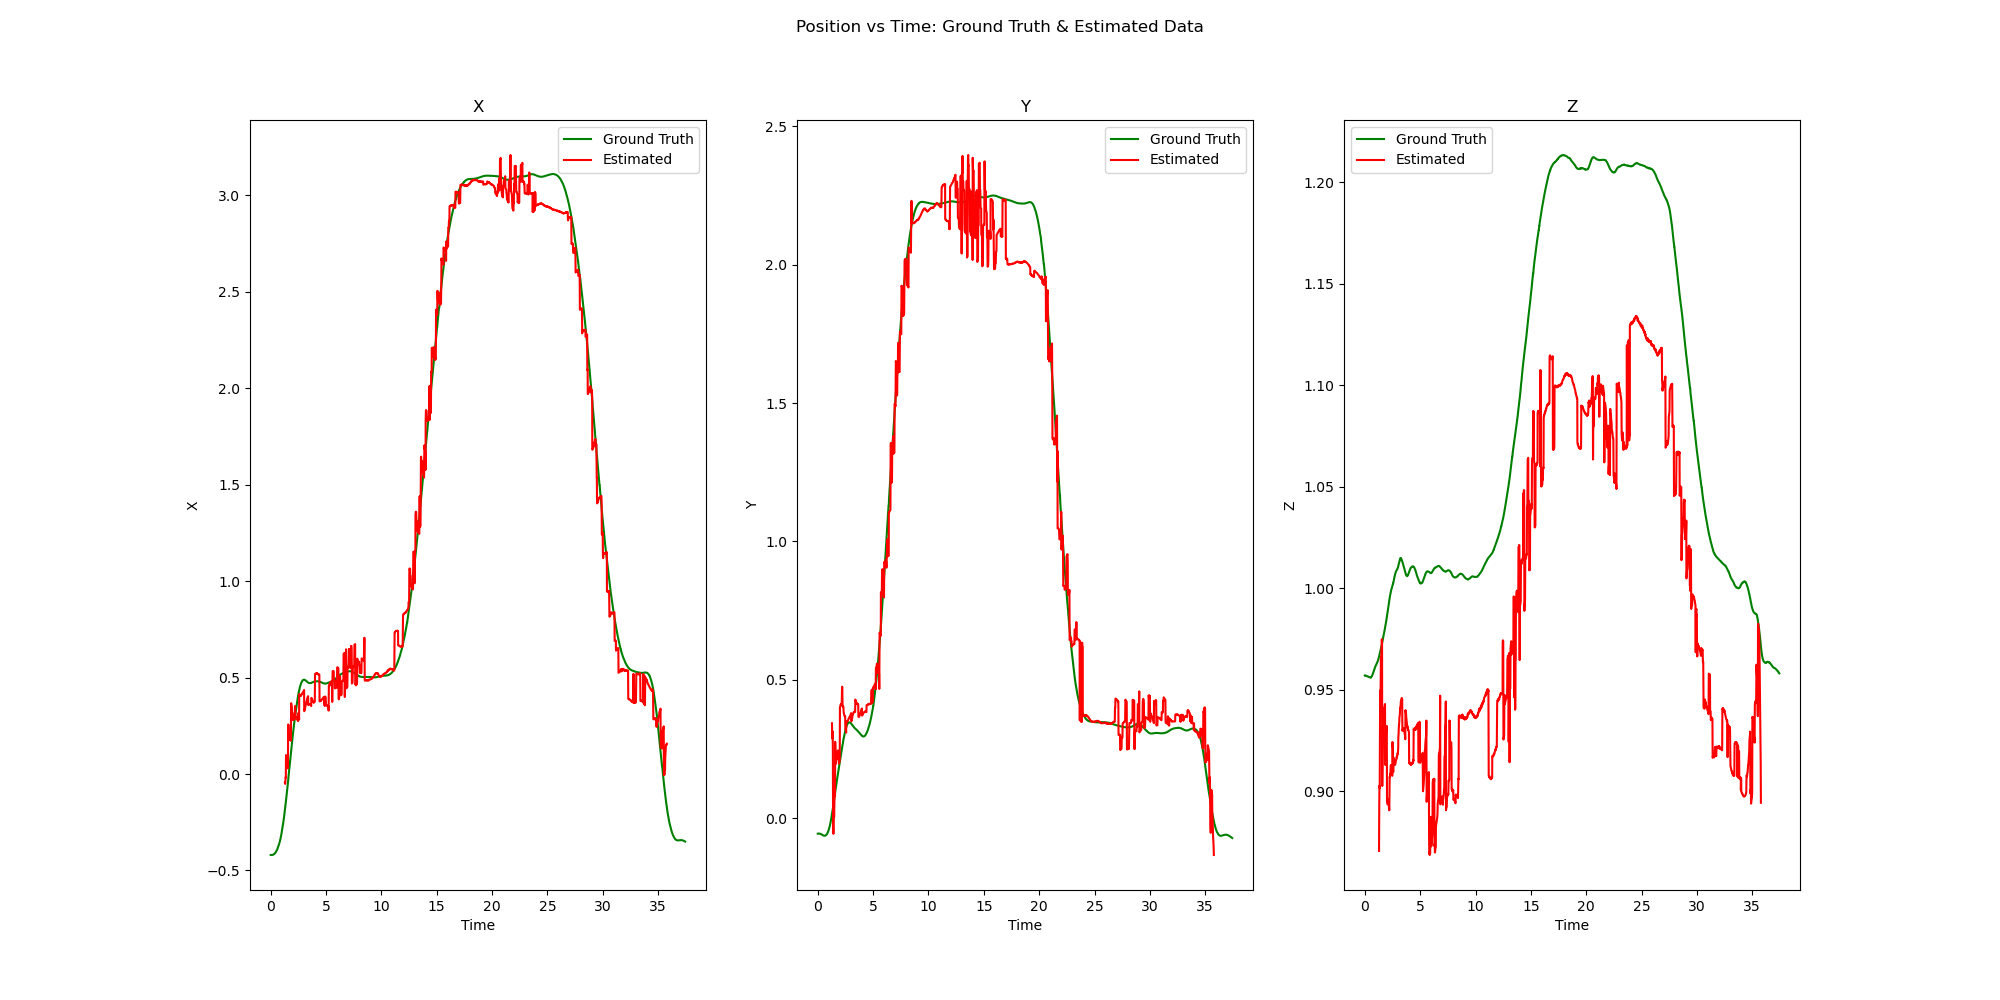 Position vs Time: Ground Truth & Estimated Data
X
Ground Truth
Estimated
X
3.0
2.5
2.0
1.5
1.0
0.5
0.0
−0.5
0 5 10 15 20 25 30 35
Time
Y
Ground Truth
Estimated
Y
2.5
2.0
1.5
1.0
0.5
0.0
0 5 10 15 20 25 30 35
Time
Z
Ground Truth
Estimated
Z
1.20
1.15
1.10
1.05
1.00
0.95
0.90
0 5 10 15 20 25 30 35
Time